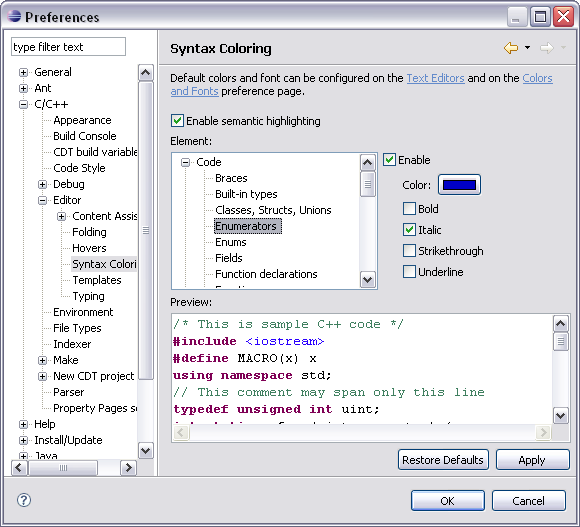 Preferences
type filter text
General
Ant
C/C++
Appearance
Build Console
CDT build variable
Code Style
Debug
Editor
Content Assis
Folding
Hovers
Syntax Colori
Templates
Typing
Environment
File Types
Indexer
Make
New CDT project
Parser
Property Pages s
Help
Install/Update
Java
Syntax Coloring
Default colors and font can be configured on the Text Editors and on the Colors
and Fonts preference page.
Enable semantic highlighting
Element:
Code
Braces
Built-in types
Classes, Structs, Unions
Enumerators
Enums
Fields
Function declarations
Enable
Color:
Bold
Italic
Strikethrough
Underline
Preview:
/* This is sample C++ code */
#include <iostream>
#define MACRO(x) x
using namespace std;
// This comment may span only this line
typedef unsigned int uint;
Restore Defaults
Apply
?
OK
Cancel